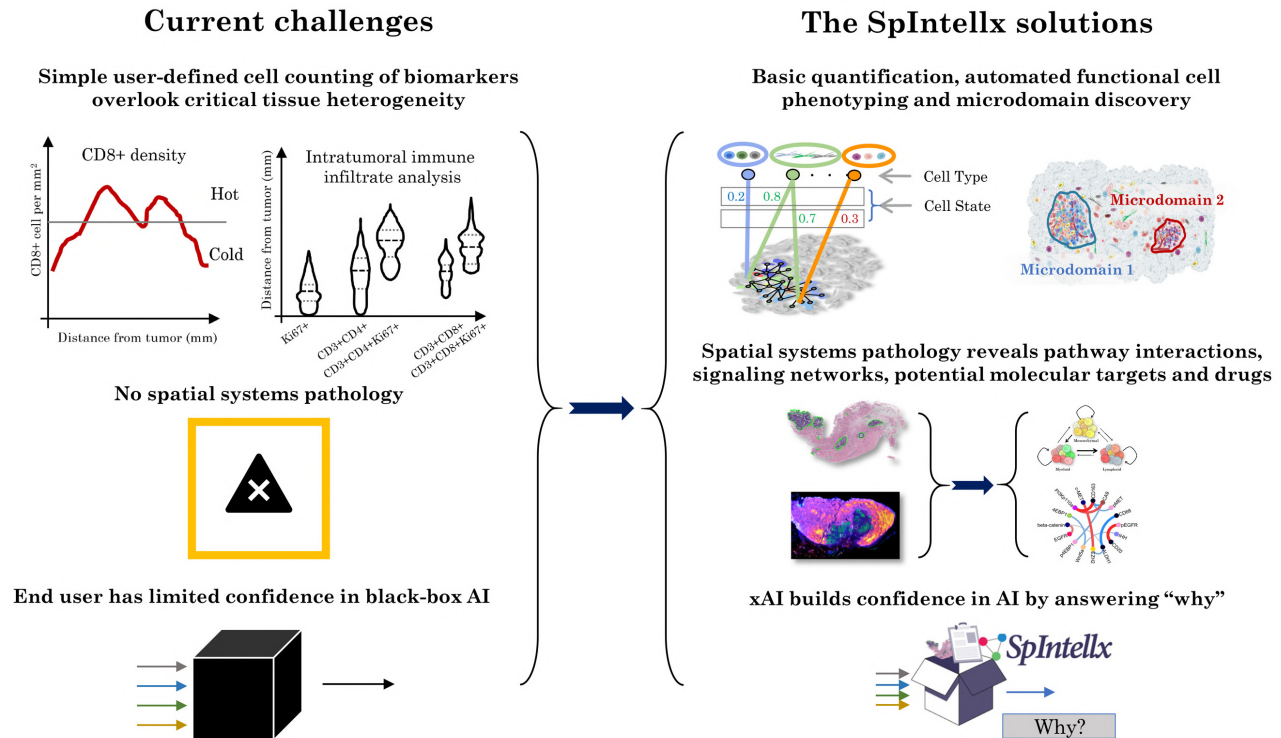 Current challenges
Simple user-defined cell counting of biomarkers
overlook critical tissue heterogeneity
CD8+ density
CD8+ cell per mm²
Hot
Cold
Distance from tumor (mm)
Intratumoral immune
infiltrate analysis
Distance from tumor (mm)
Ki67+
CD3+CD4+
CD3+CD4+Ki67+
CD3+CD8+
CD3+CD8+Ki67+
No spatial systems pathology
End user has limited confidence in black-box AI
The SpIntellx solutions
Basic quantification, automated functional cell
phenotyping and microdomain discovery
Cell Type
0.2
0.8
Cell State
0.7
0.3
Microdomain 2
Microdomain 1
Spatial systems pathology reveals pathway interactions,
signaling networks, potential molecular targets and drugs
Mesenchymal
Myeloid
Lymphoid
c-MET
CD68
pEGFR
CD20
EZH2
Wnt5
p4EBP1
EGFR
beta-catenin
4EBP1
xAI builds confidence in AI by answering “why”
SpIntellx
Why?